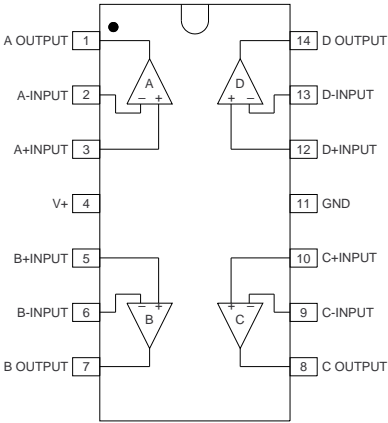 A OUTPUT 1 14 D OUTPUT
A D
A-INPUT 2 − + + − 13 D-INPUT
A+INPUT 3 12 D+INPUT
V+ 4 11 GND
B+INPUT 5 10 C+INPUT
B-INPUT 6 − + + − 9 C-INPUT
B C
B OUTPUT 7 8 C OUTPUT